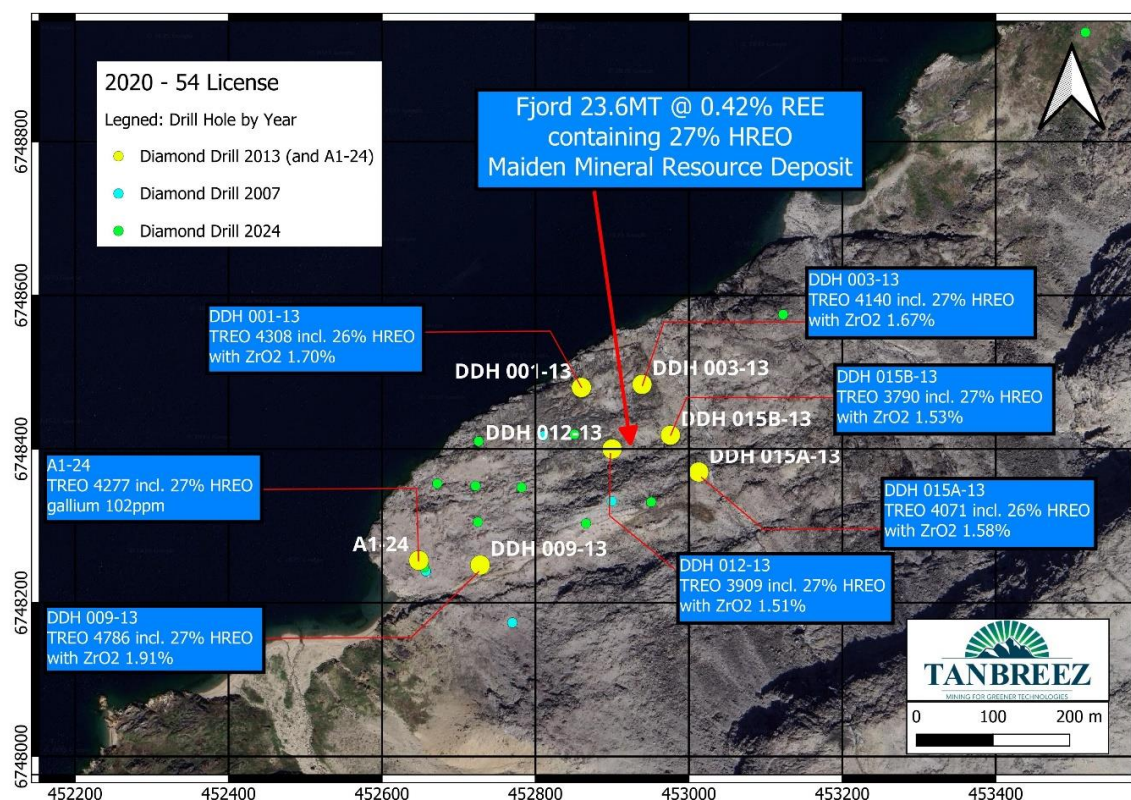 2020 - 54 License
Legned: Drill Hole by Year
Diamond Drill 2013 (and A1-24)
Diamond Drill 2007
Diamond Drill 2024
Fjord 23.6MT @ 0.42% REE
containing 27% HREO
Maiden Mineral Resource Deposit
DDH 003-13
TREO 4140 incl. 27% HREO
with ZrO2 1.67%
DDH 001-13
TREO 4308 incl. 26% HREO
with ZrO2 1.70%
DDH 001-13
DDH 003-13
DDH 015B-13
TREO 3790 incl. 27% HREO
with ZrO2 1.53%
DDH 012-13
DDH 015B-13
DDH 015A-13
A1-24
TREO 4277 incl. 27% HREO
gallium 102ppm
DDH 015A-13
TREO 4071 incl. 26% HREO
with ZrO2 1.58%
A1-24
DDH 009-13
DDH 012-13
TREO 3909 incl. 27% HREO
with ZrO2 1.51%
DDH 009-13
TREO 4786 incl. 27% HREO
with ZrO2 1.91%
TANBREEZ
MINING FOR GREENER TECHNOLOGIES
0 100 200 m
6748800
6748600
6748400
6748200
6748000
452200 452400 452600 452800 453000 453200 453400